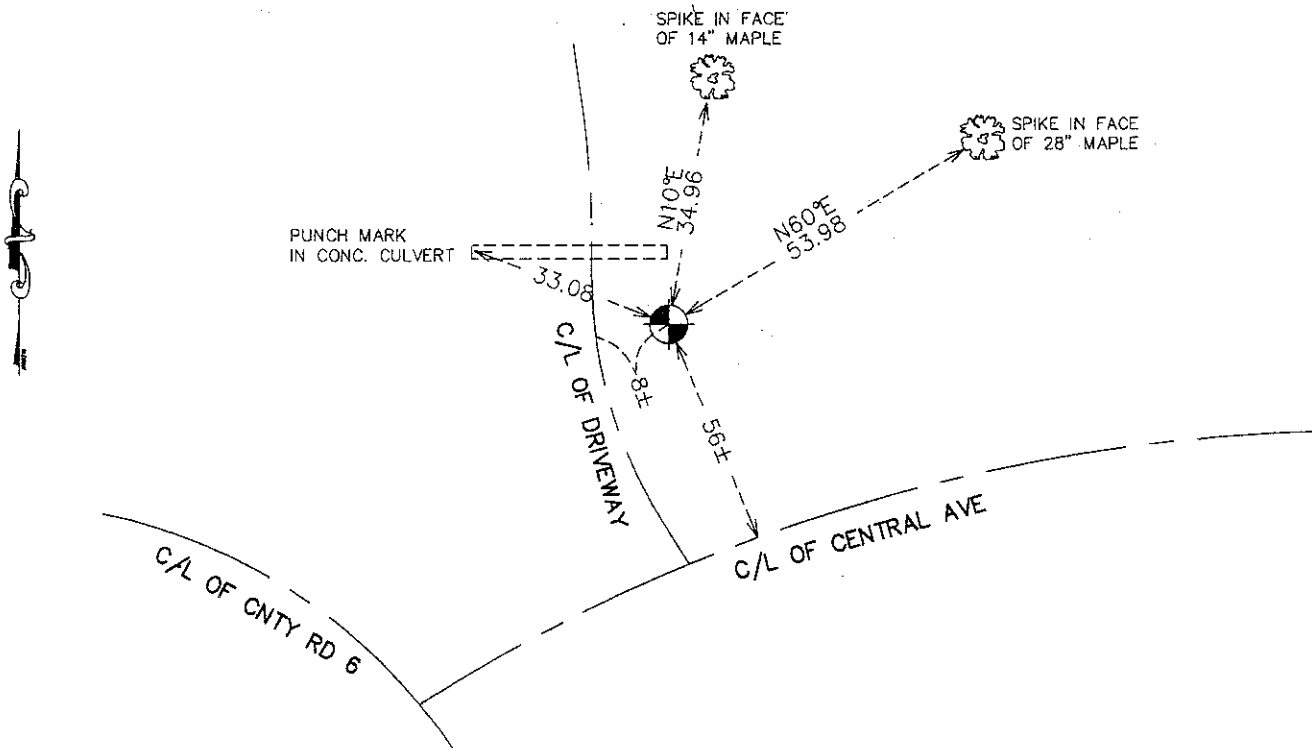 SPIKE IN FACE
OF 14" MAPLE
SPIKE IN FACE
OF 28" MAPLE
N10°E
34.96
N60°E
53.98
PUNCH MARK
IN CONC. CULVERT
33.08
8±
56±
C/L OF DRIVEWAY
C/L OF CENTRAL AVE
C/L OF CNTY RD 6